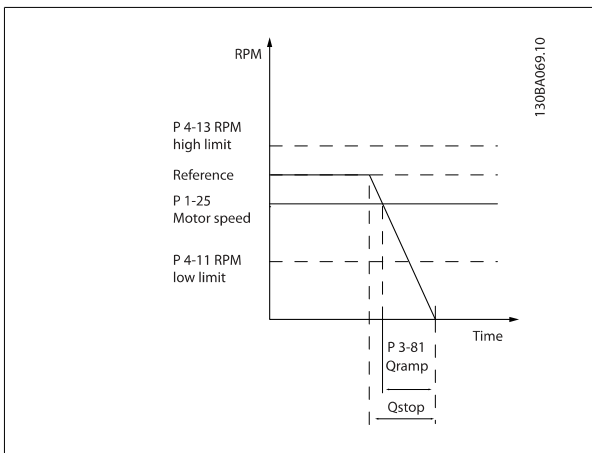 RPM
130BA069.10
P 4-13 RPM
high limit
Reference
P 1-25
Motor speed
P 4-11 RPM
low limit
Time
P 3-81
Qramp
Qstop